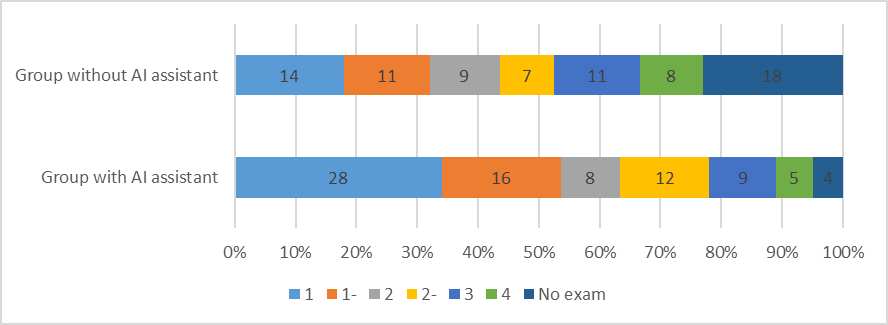 Group without AI assistant 14 11 9 7 11 8 18
Group with AI assistant 28 16 8 12 9 5 4
0% 10% 20% 30% 40% 50% 60% 70% 80% 90% 100%
1 1- 2 2- 3 4 No exam